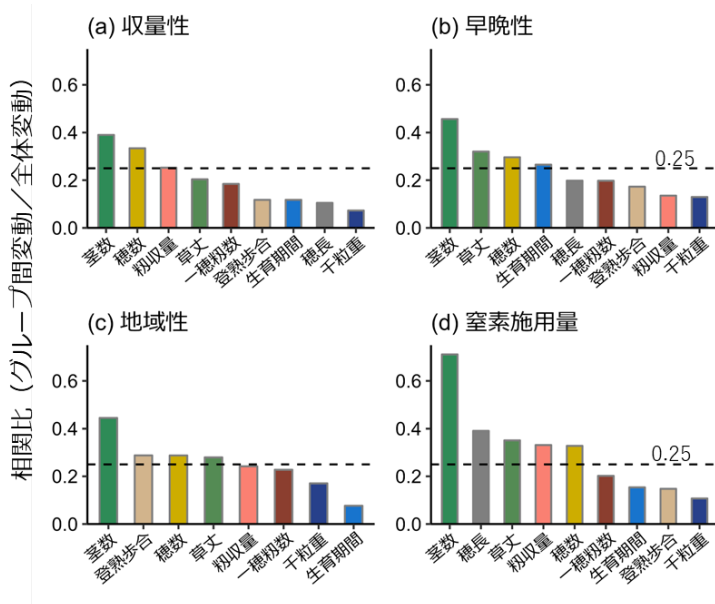 相関比（グループ間変動／全体変動）
(a) 収量性
0.6
0.4
0.2
0.0
茎数
穂数
籾収量
草丈
一穂籾数
登熟歩合
生育期間
穂長
千粒重
(b) 早晩性
0.6
0.4
0.2
0.0
0.25
茎数
草丈
穂数
生育期間
穂長
一穂籾数
登熟歩合
籾収量
千粒重
(c) 地域性
0.6
0.4
0.2
0.0
茎数
登熟歩合
穂数
草丈
籾収量
一穂籾数
千粒重
生育期間
(d) 窒素施用量
0.6
0.4
0.2
0.0
0.25
茎数
穂長
草丈
籾収量
穂数
一穂籾数
生育期間
登熟歩合
千粒重